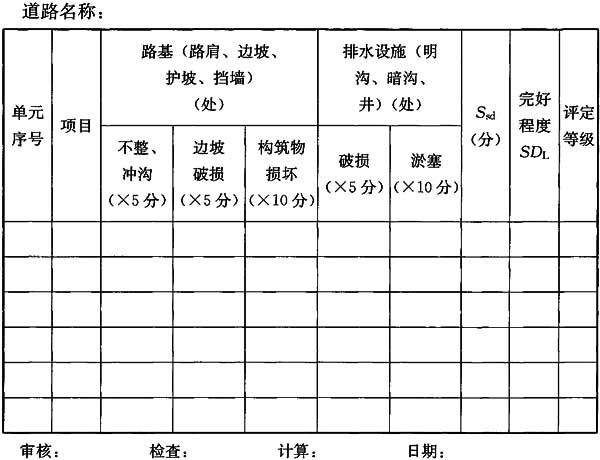 道路名称：
单元
序号
项目
路基（路肩、边坡、
护坡、挡墙）
（处）
排水设施（明
沟、暗沟、
井）（处）
不整、
冲沟
（×5分）
边坡
破损
（×5分）
构筑物
损坏
（×10分）
破损
（×5分）
淤塞
（×10分）
Ssd
（分）
完好
程度
SDL
评定
等级
审核： 检查： 计算： 日期：